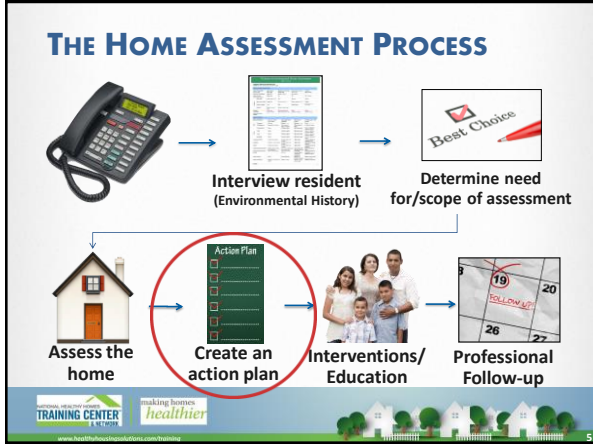 THE HOME ASSESSMENT PROCESS
Interview resident
(Environmental History)
Best Choice
Determine need
for/scope of assessment
Assess the
home
Action Plan
Create an
action plan
Interventions/
Education
19
20
FOLLOW UP!
26
27
Professional
Follow-up
NATIONAL HEALTHY HOMES
TRAINING CENTER
& NETWORK
making homes
healthier
www.healthyhousingsolutions.com/training
5